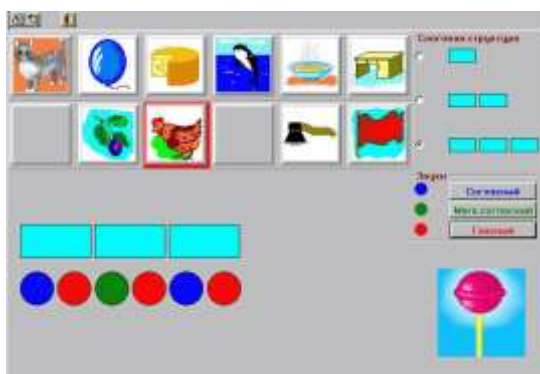 Слоговая структура
Звуки
Согласный
Мягк.согласный
Гласный